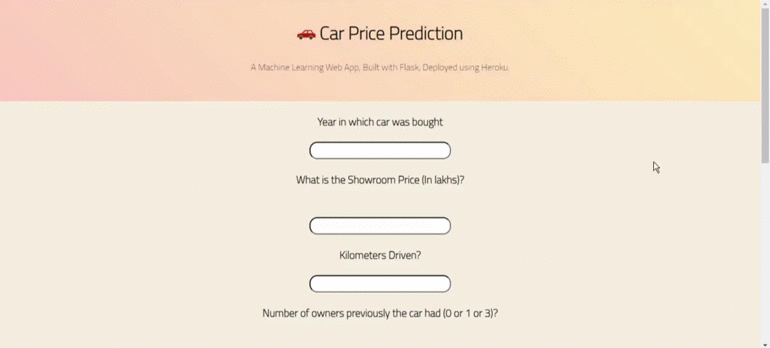 Car Price Prediction
A Machine Learning Web App, Built with Flask, Deployed using Heroku.
Year in which car was bought
What is the Showroom Price (In lakhs)?
Kilometers Driven?
Number of owners previously the car had (0 or 1 or 3)?